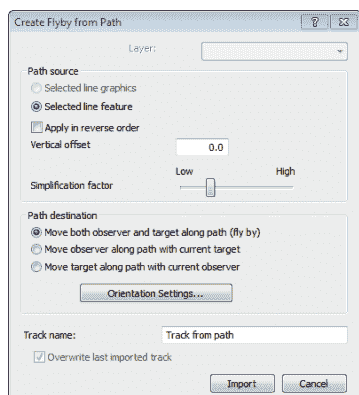 Create Flyby from Path
Layer:
Path source
Selected line graphics
Selected line feature
Apply in reverse order
Vertical offset 0.0
Low High
Simplification factor
Path destination
Move both observer and target along path (fly by)
Move observer along path with current target
Move target along path with current observer
Orientation Settings...
Track name: Track from path
Overwrite last imported track
Import Cancel